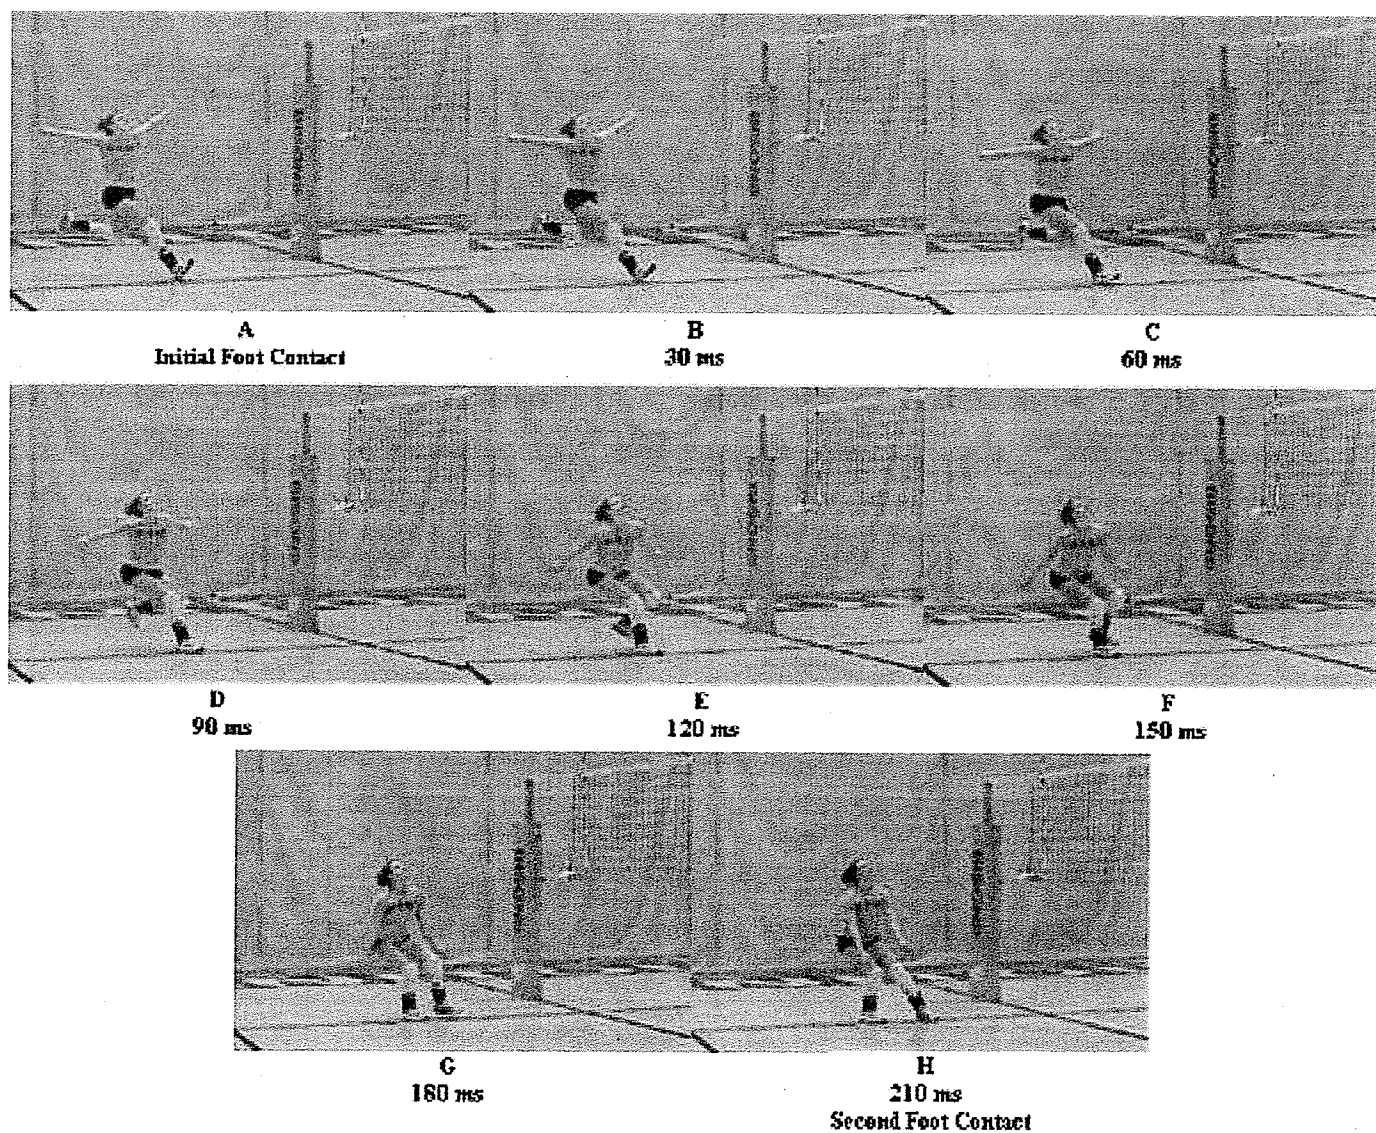 A
Initial Foot Contact
B
30 ms
C
60 ms
D
90 ms
E
120 ms
F
150 ms
G
180 ms
H
210 ms
Second Foot Contact